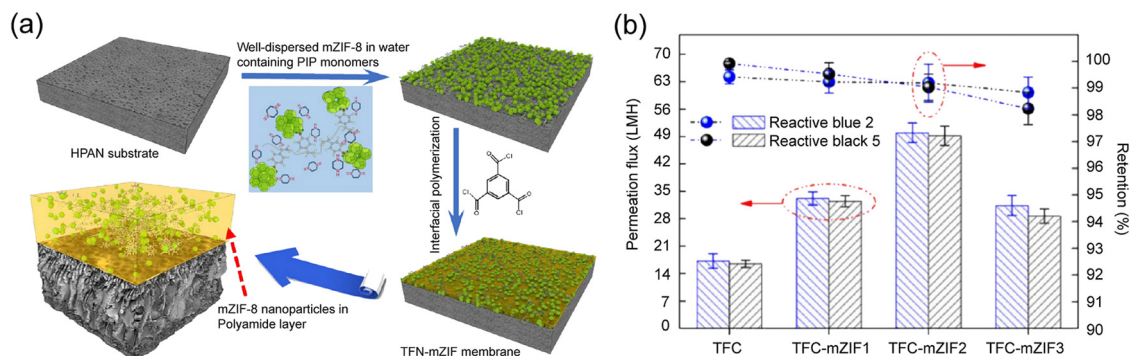 (a)
Well-dispersed mZIF-8 in water
containing PIP monomers
HPAN substrate
Interfacial polymerization
Cl
O
O
Cl
O
Cl
mZIF-8 nanoparticles in
Polyamide layer
TFN-mZIF membrane
(b)
Permeation flux (LMH)
70
63
56
49
42
35
28
21
14
7
0
Reactive blue 2
Reactive black 5
TFC
TFC-mZIF1
TFC-mZIF2
TFC-mZIF3
100
99
98
97
96
95
94
93
92
91
90
Retention (%)